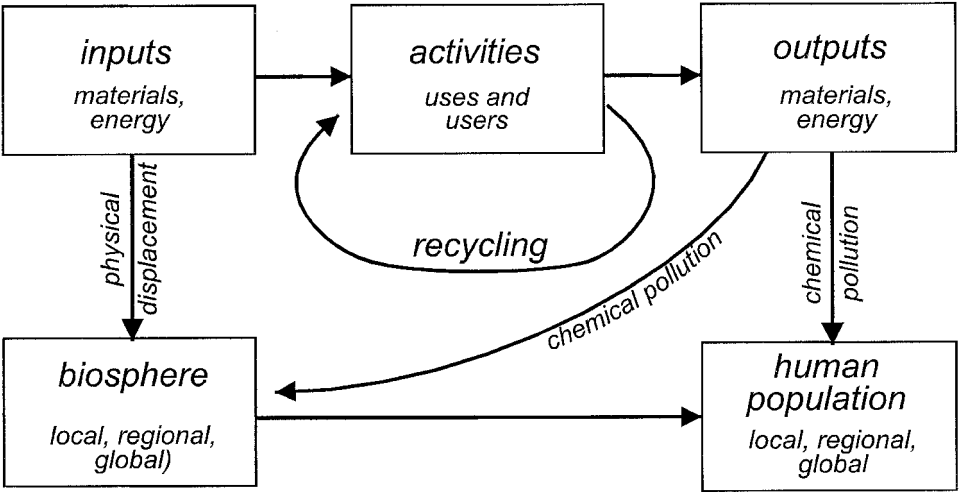 inputs
materials,
energy
activities
uses and
users
outputs
materials,
energy
physical
displacement
recycling
chemical pollution
chemical
pollution
biosphere
local, regional,
global)
human
population
local, regional,
global